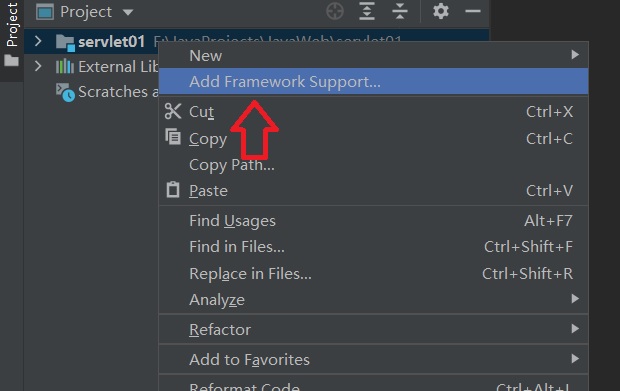 Project
Project
servlet01 F:\JavaProjects\JavaWeb\servlet01
External Lib
Scratches a
New
Add Framework Support...
Cut Ctrl+X
Copy Ctrl+C
Copy Path...
Paste Ctrl+V
Find Usages Alt+F7
Find in Files... Ctrl+Shift+F
Replace in Files... Ctrl+Shift+R
Analyze
Refactor
Add to Favorites
Reformat Code Ctrl+Alt+L